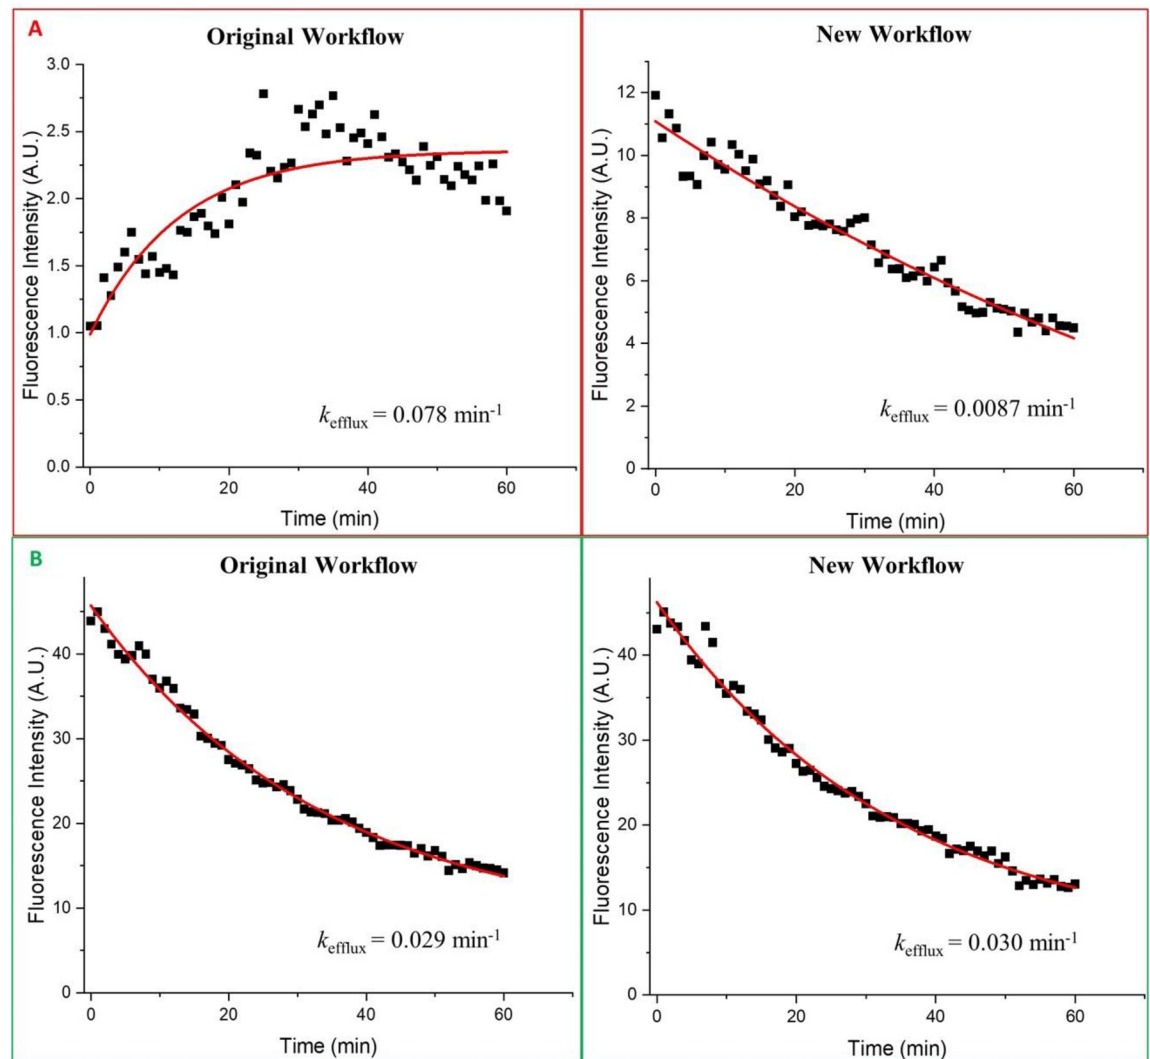 A
Original Workflow
Fluorescence Intensity (A.U.)
3.0
2.5
2.0
1.5
1.0
0.5
0.0
k_efflux = 0.078 min⁻¹
0 20 40 60
Time (min)
New Workflow
Fluorescence Intensity (A.U.)
12
10
8
6
4
2
0
k_efflux = 0.0087 min⁻¹
0 20 40 60
Time (min)
B
Original Workflow
Fluorescence Intensity (A.U.)
40
30
20
10
0
k_efflux = 0.029 min⁻¹
0 20 40 60
Time (min)
New Workflow
Fluorescence Intensity (A.U.)
40
30
20
10
0
k_efflux = 0.030 min⁻¹
0 20 40 60
Time (min)